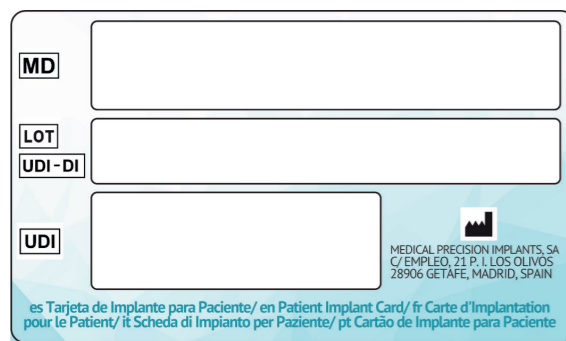 MD
LOT
UDI-DI
UDI
MEDICAL PRECISION IMPLANTS, SA
C/ EMPLEO, 21 P. I. LOS OLIVOS
28906 GETAFE, MADRID, SPAIN
es Tarjeta de Implante para Paciente/ en Patient Implant Card/ fr Carte d'Implantation
pour le Patient/ it Scheda di Impianto per Paziente/ pt Cartão de Implante para Paciente